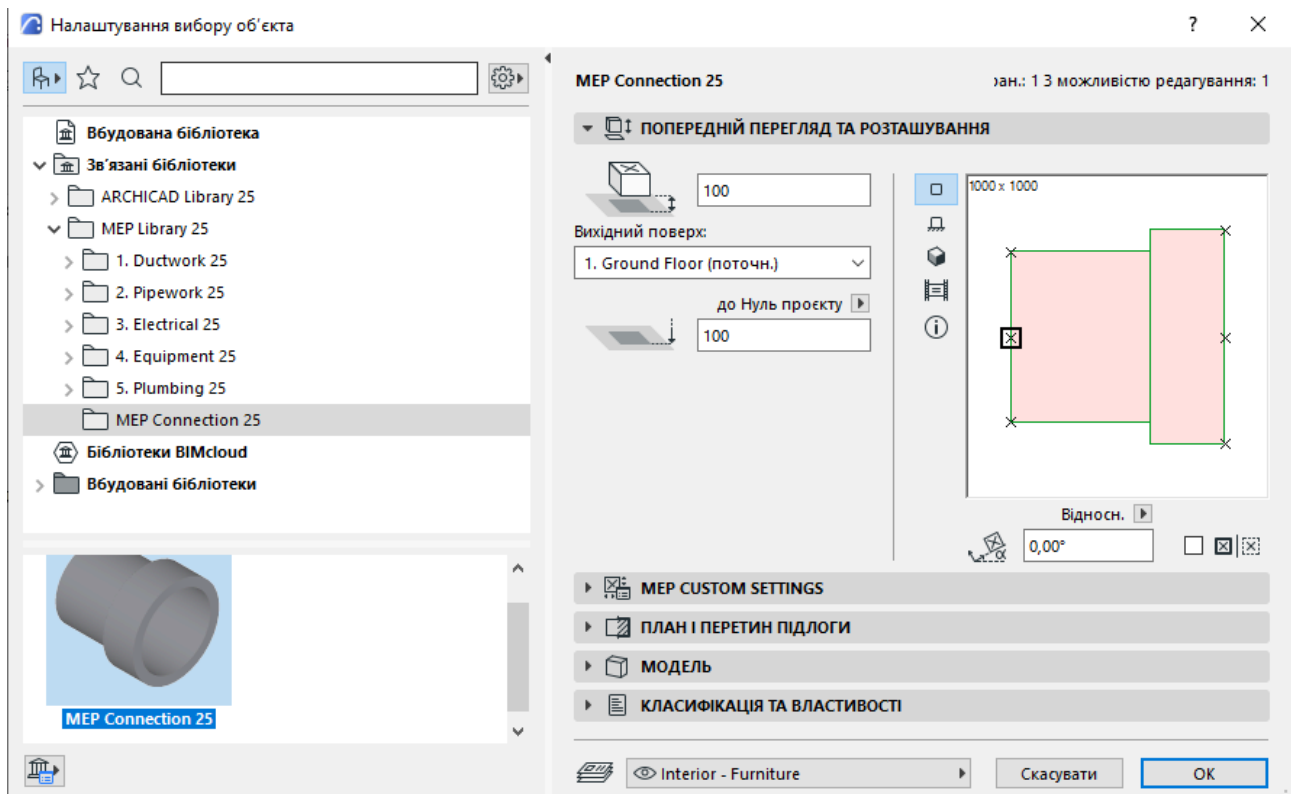 Налаштування вибору об'єкта
MEP Connection 25
ран.: 1 З можливістю редагування: 1
Вбудована бібліотека
Зв'язані бібліотеки
ARCHICAD Library 25
MEP Library 25
1. Ductwork 25
2. Pipework 25
3. Electrical 25
4. Equipment 25
5. Plumbing 25
MEP Connection 25
Бібліотеки BIMcloud
Вбудовані бібліотеки
MEP Connection 25
ПОПЕРЕДНІЙ ПЕРЕГЛЯД ТА РОЗТАШУВАННЯ
100
Вихідний поверх:
1. Ground Floor (поточн.)
до Нуль проєкту
100
1000 x 1000
Відносн.
α
0,00°
MEP CUSTOM SETTINGS
ПЛАН І ПЕРЕТИН ПІДЛОГИ
МОДЕЛЬ
КЛАСИФІКАЦІЯ ТА ВЛАСТИВОСТІ
Interior - Furniture
Скасувати
OK